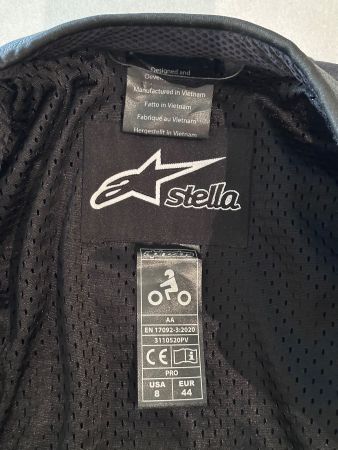 Designed and
Manufactured in Vietnam
Fatto in Vietnam
Fabriqué au Vietnam
Hergestellt in Vietnam
stella
AA
EN 17092-3:2020
3110520PV
CE
PRO
USA EUR
8 44